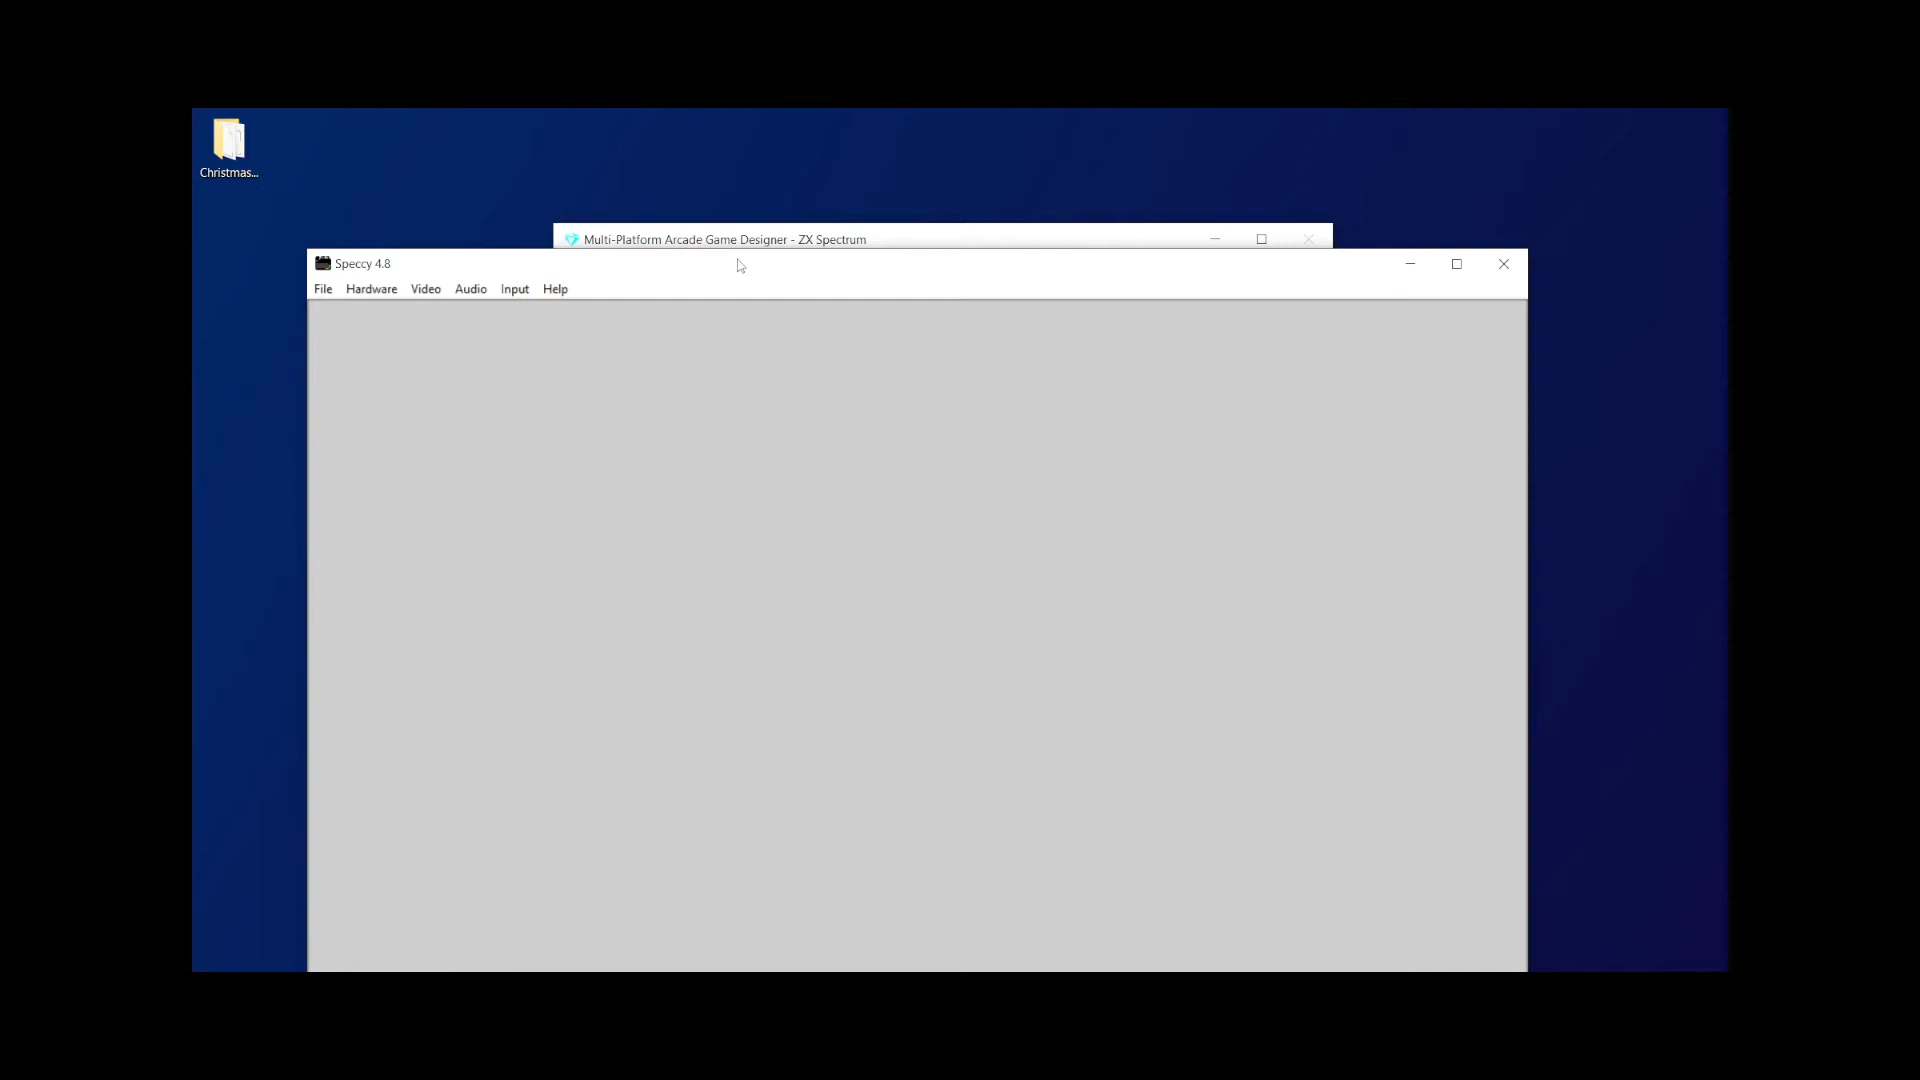 Christmas...
Multi-Platform Arcade Game Designer - ZX Spectrum
Speccy 4.8
File Hardware Video Audio Input Help